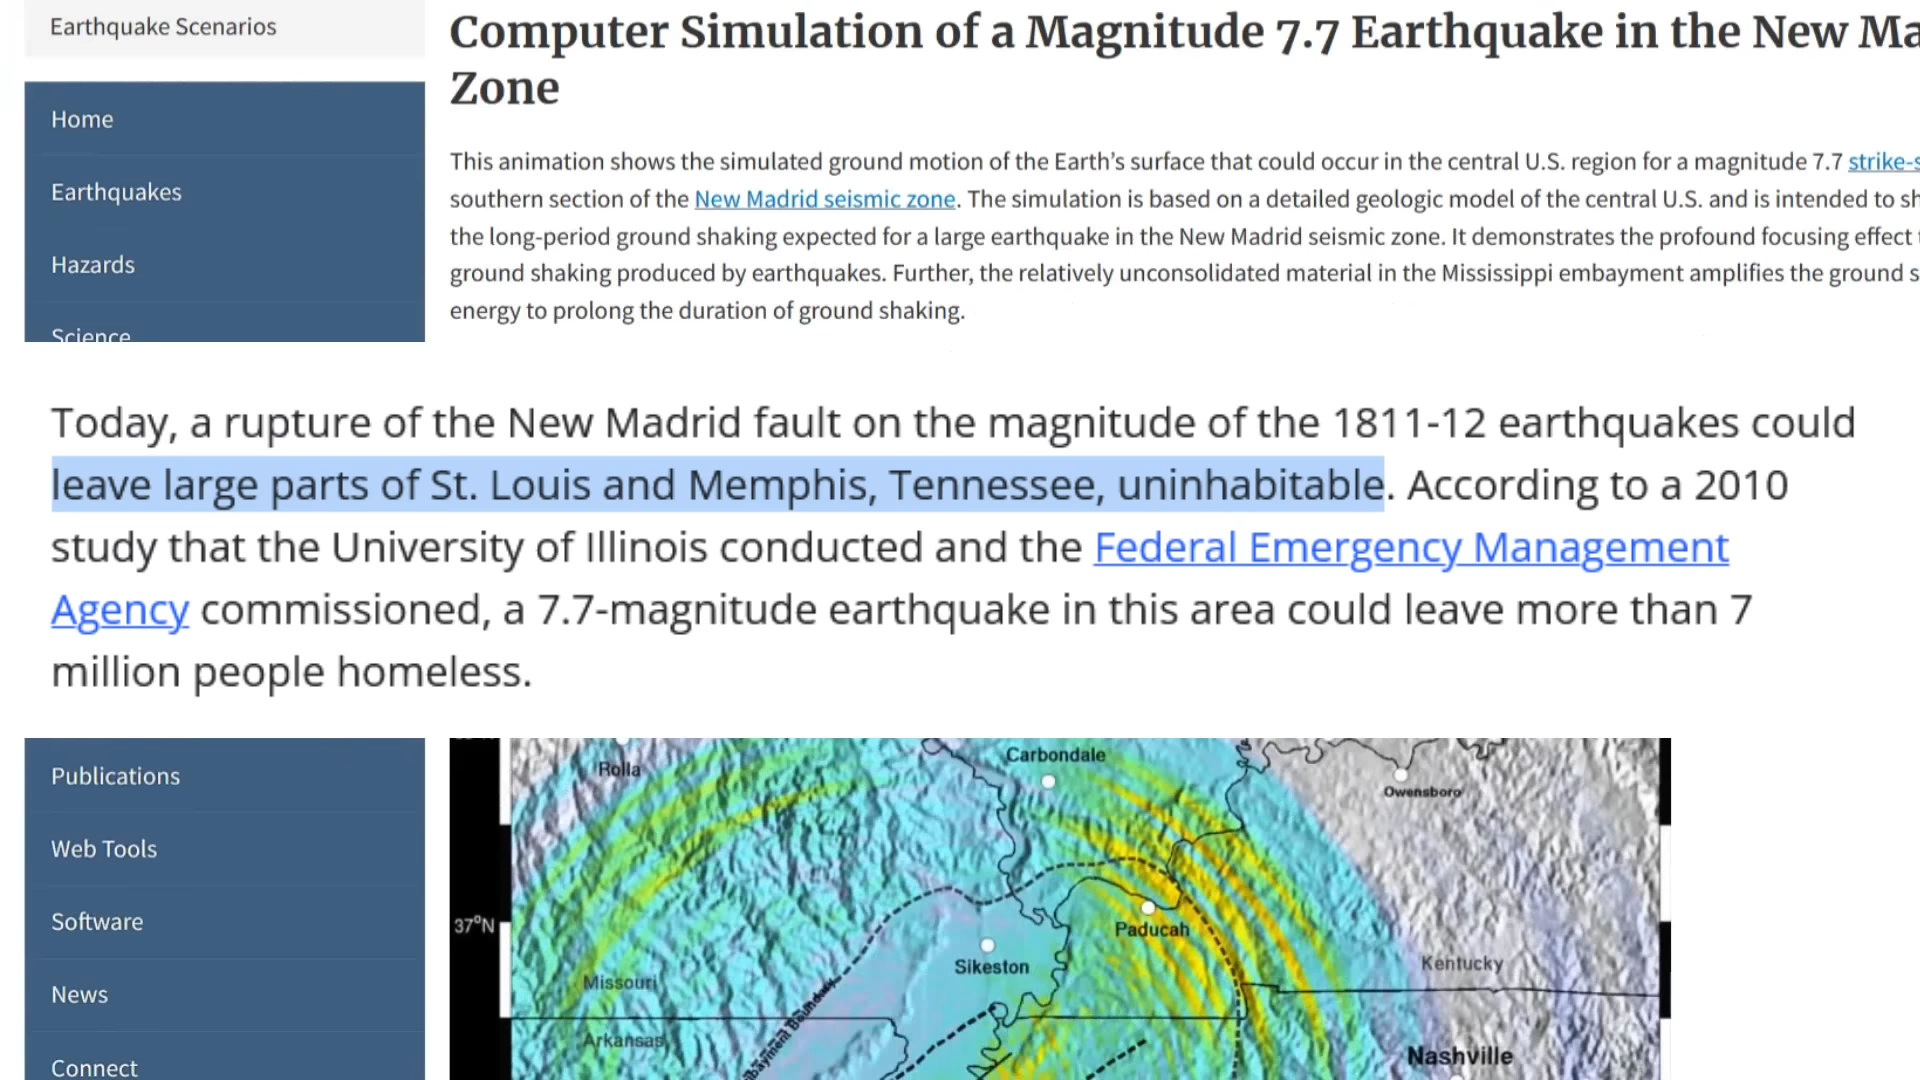 Earthquake Scenarios
Home
Earthquakes
Hazards
Science
Computer Simulation of a Magnitude 7.7 Earthquake in the New Ma
Zone
This animation shows the simulated ground motion of the Earth's surface that could occur in the central U.S. region for a magnitude 7.7 strike-s
southern section of the New Madrid seismic zone. The simulation is based on a detailed geologic model of the central U.S. and is intended to sh
the long-period ground shaking expected for a large earthquake in the New Madrid seismic zone. It demonstrates the profound focusing effect
ground shaking produced by earthquakes. Further, the relatively unconsolidated material in the Mississippi embayment amplifies the ground s
energy to prolong the duration of ground shaking.
Today, a rupture of the New Madrid fault on the magnitude of the 1811-12 earthquakes could
leave large parts of St. Louis and Memphis, Tennessee, uninhabitable. According to a 2010
study that the University of Illinois conducted and the Federal Emergency Management
Agency commissioned, a 7.7-magnitude earthquake in this area could leave more than 7
million people homeless.
Publications
Web Tools
Software
News
Connect
Carbondale
Rolla
Owensboro
37°N
Paducah
Sikeston
Kentucky
Missouri
bayment Boundary
Arkansas
Nashville